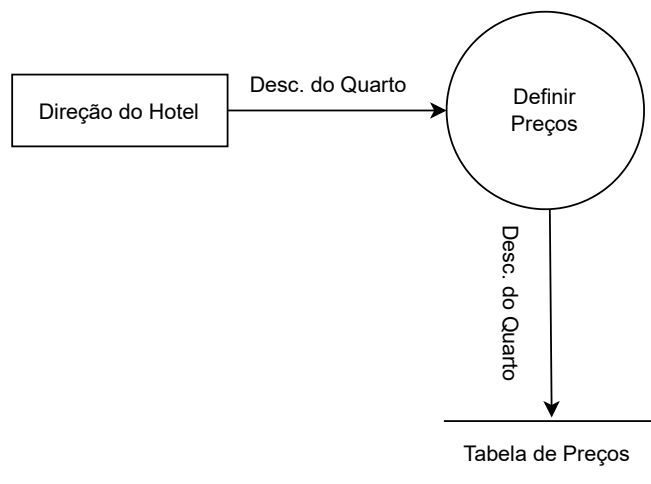 Direção do Hotel
Desc. do Quarto
Definir
Preços
Desc. do Quarto
Tabela de Preços